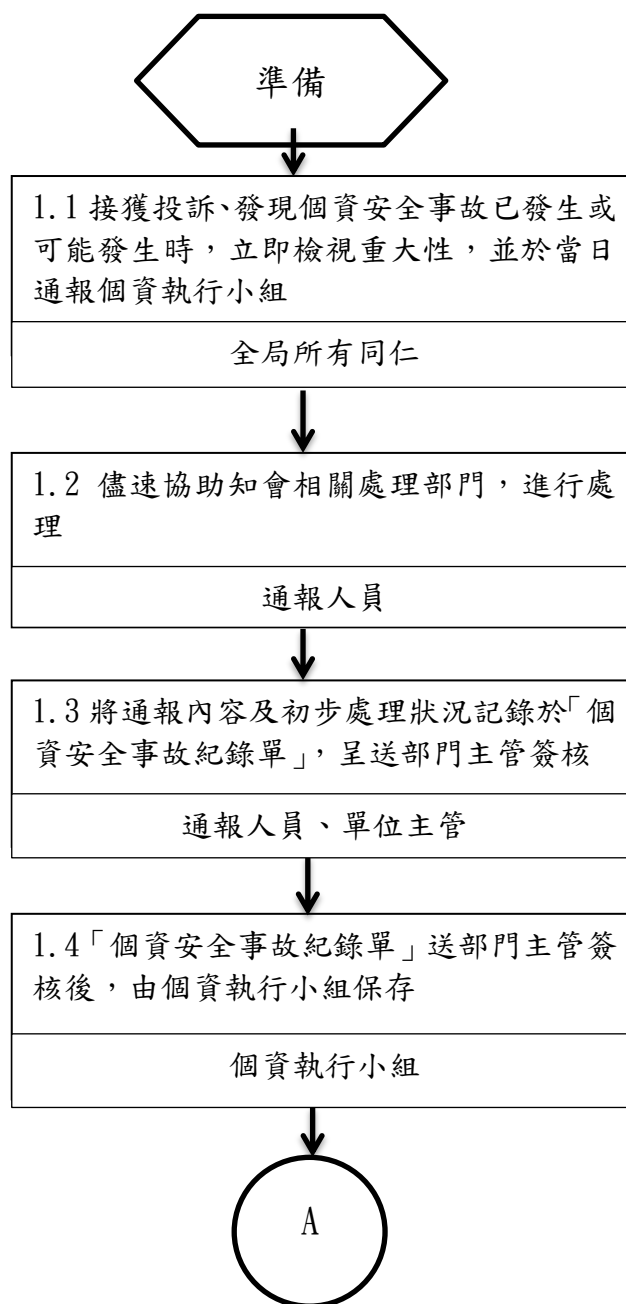 準備
1.1 接獲投訴、發現個資安全事故已發生或
可能發生時，立即檢視重大性，並於當日
通報個資執行小組
全局所有同仁
1.2 儘速協助知會相關處理部門，進行處
理
通報人員
1.3 將通報內容及初步處理狀況記錄於「個
資安全事故紀錄單」，呈送部門主管簽核
通報人員、單位主管
1.4「個資安全事故紀錄單」送部門主管簽
核後，由個資執行小組保存
個資執行小組
A